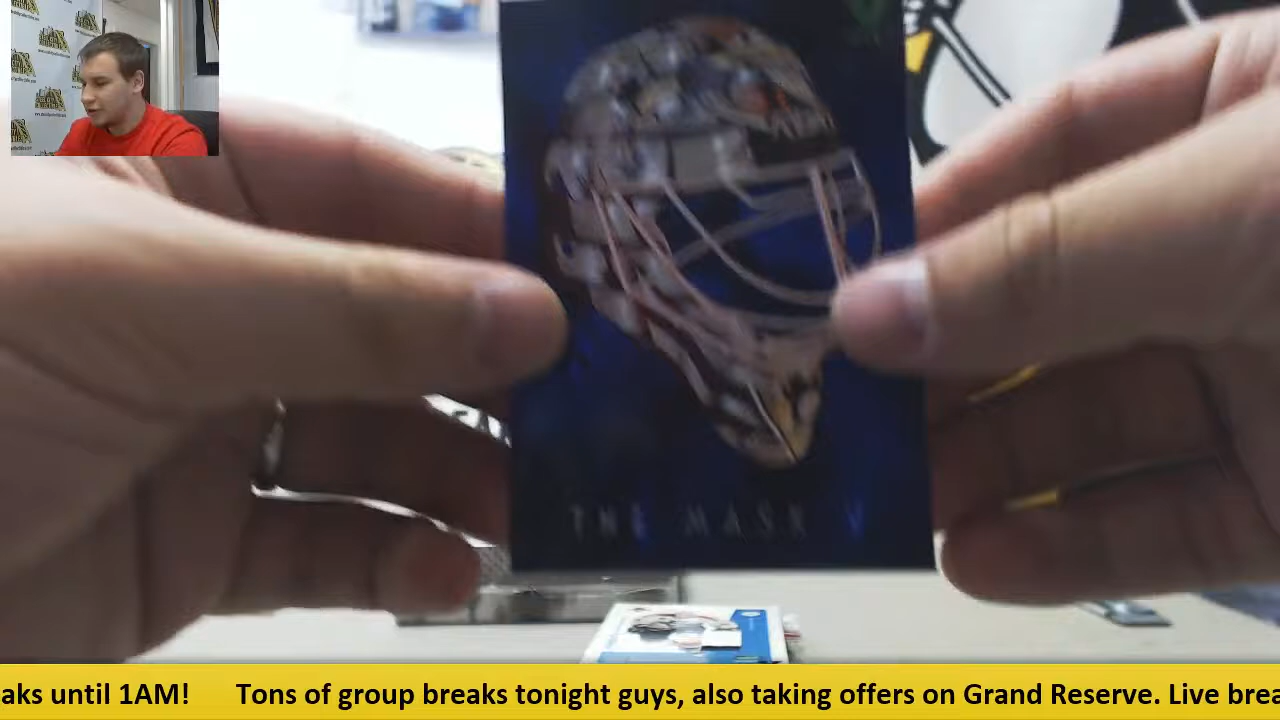 THE MASK V
aks until 1AM!    Tons of group breaks tonight guys, also taking offers on Grand Reserve. Live brea